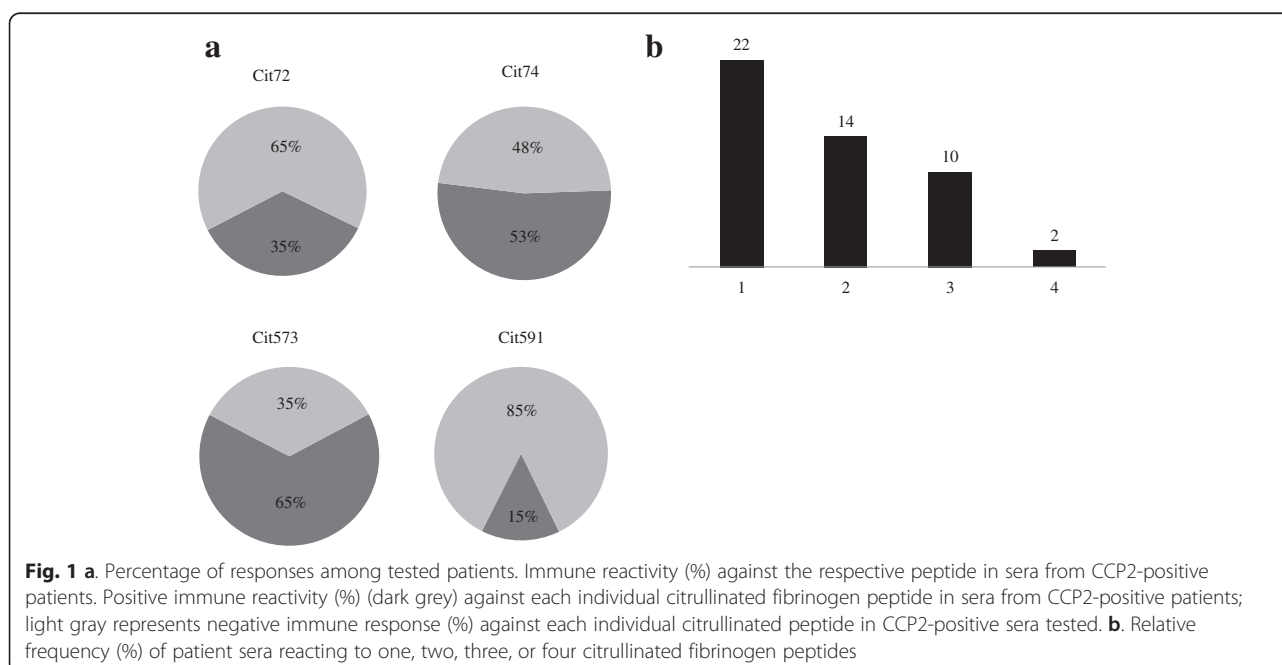 a
Cit72
65%
35%
Cit74
48%
53%
Cit573
35%
65%
Cit591
85%
15%
b
22
14
10
2
1 2 3 4
Fig. 1 a. Percentage of responses among tested patients. Immune reactivity (%) against the respective peptide in sera from CCP2-positive
patients. Positive immune reactivity (%) (dark grey) against each individual citrullinated fibrinogen peptide in sera from CCP2-positive patients;
light gray represents negative immune response (%) against each individual citrullinated peptide in CCP2-positive sera tested. b. Relative
frequency (%) of patient sera reacting to one, two, three, or four citrullinated fibrinogen peptides